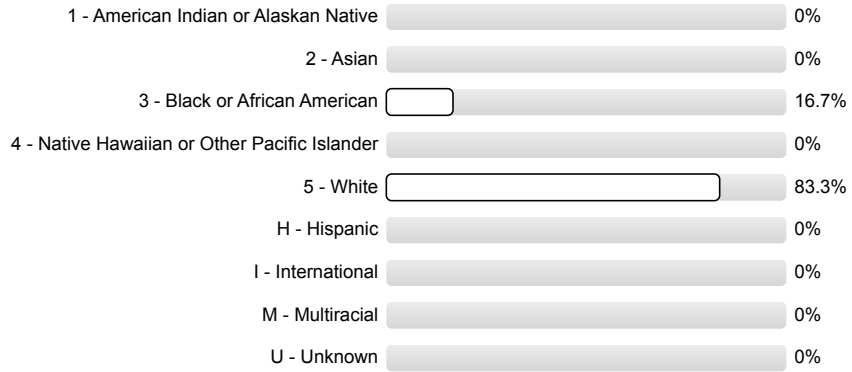 1 - American Indian or Alaskan Native 0%
2 - Asian 0%
3 - Black or African American 16.7%
4 - Native Hawaiian or Other Pacific Islander 0%
5 - White 83.3%
H - Hispanic 0%
I - International 0%
M - Multiracial 0%
U - Unknown 0%